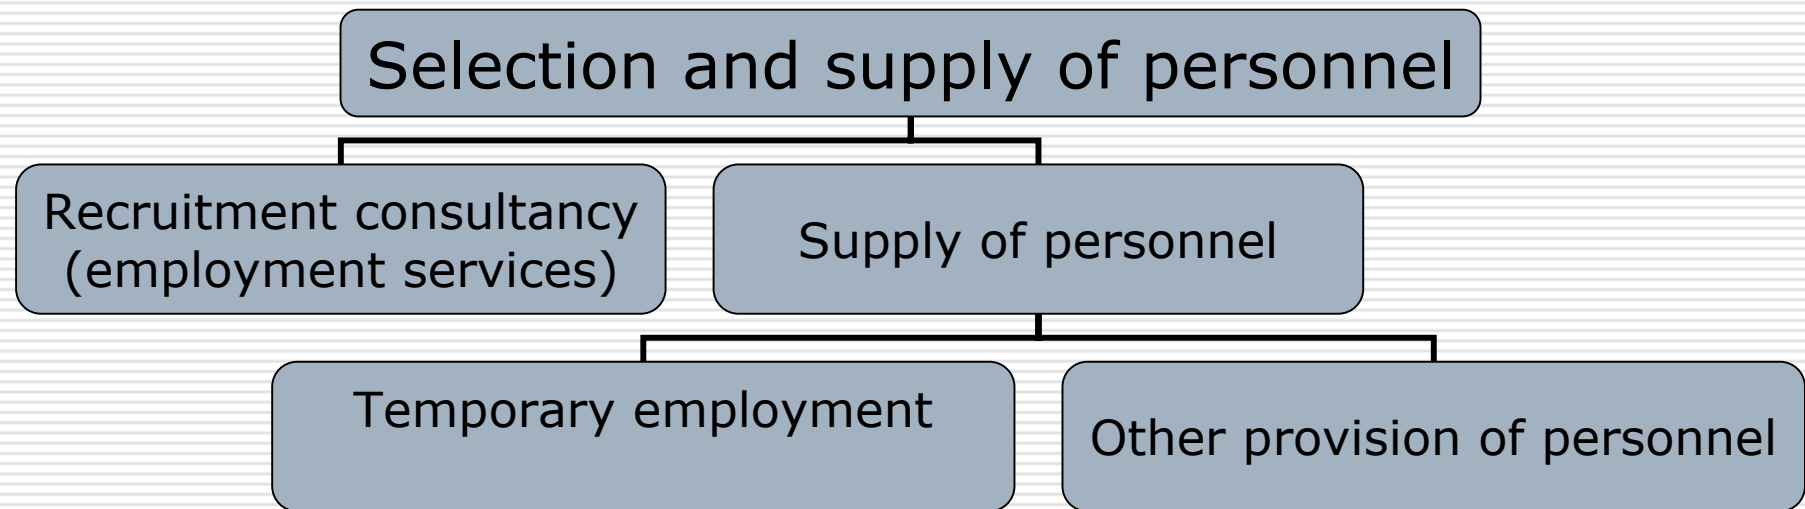 Selection and supply of personnel
Recruitment consultancy
(employment services)
Supply of personnel
Temporary employment
Other provision of personnel